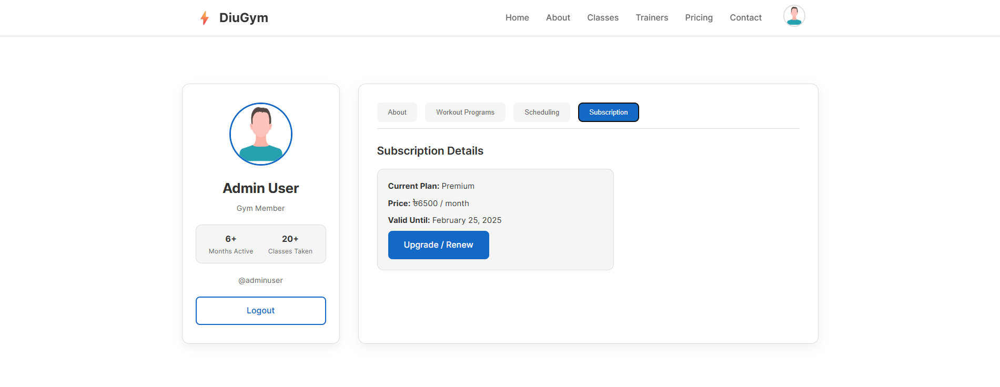 DiuGym
Home About Classes Trainers Pricing Contact
Admin User
Gym Member
6+ 20+
Months Active Classes Taken
@adminuser
Logout
About Workout Programs Scheduling Subscription
Subscription Details
Current Plan: Premium
Price: ৳6500 / month
Valid Until: February 25, 2025
Upgrade / Renew